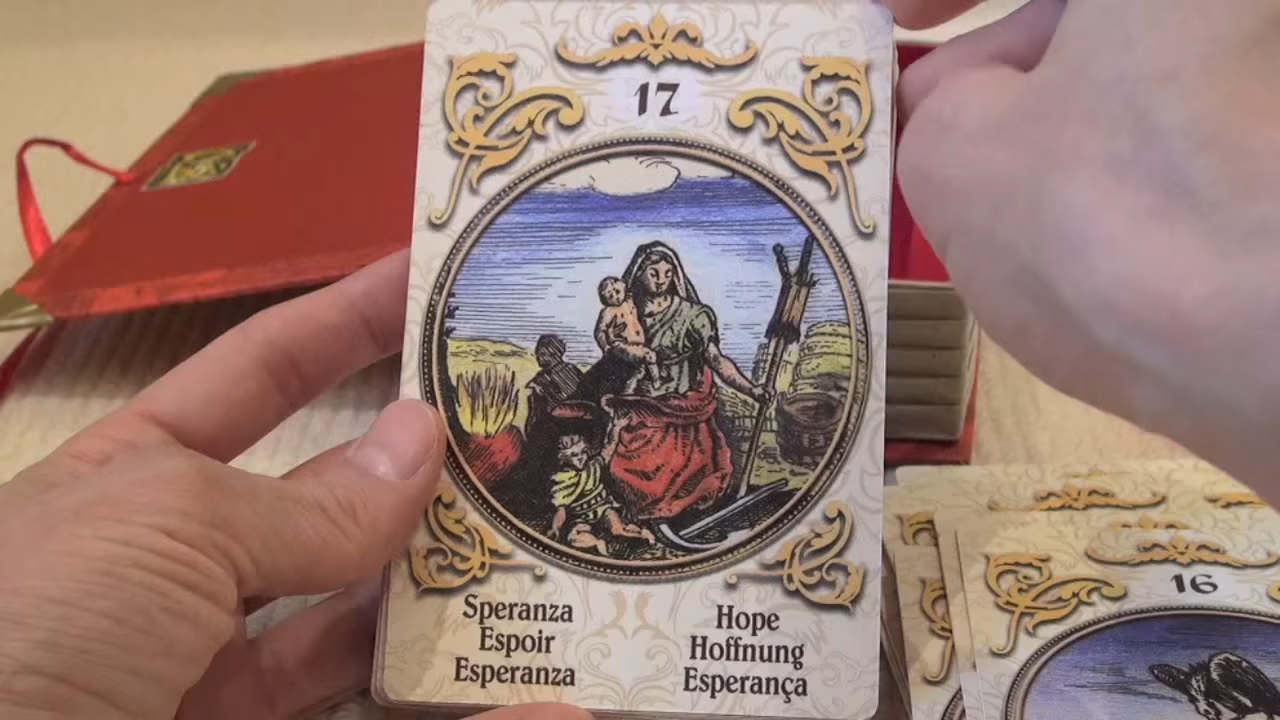 17
Speranza
Espoir
Esperanza
Hope
Hoffnung
Esperança
16